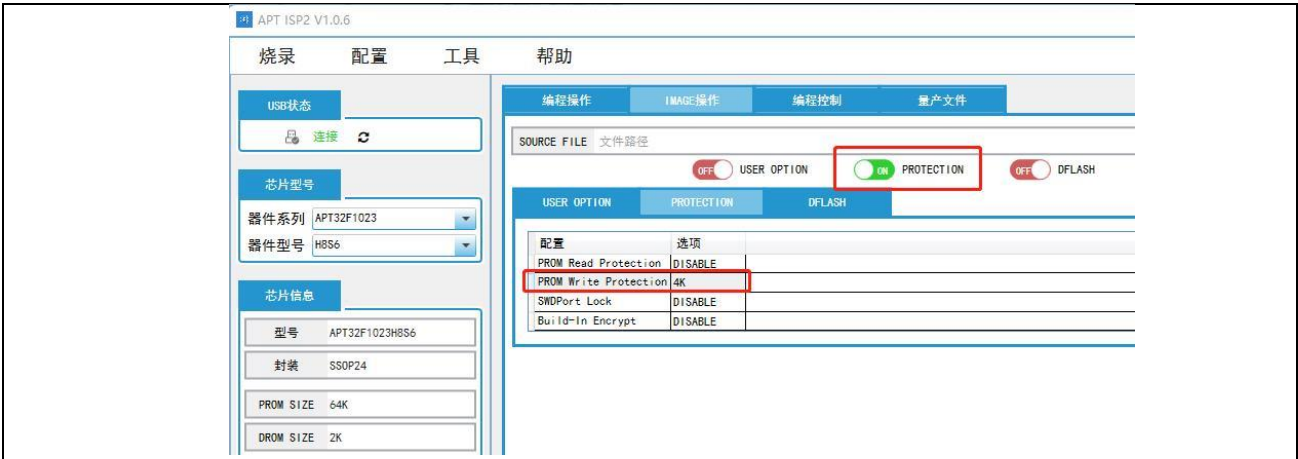 APT ISP2 V1.0.6
烧录 配置 工具 帮助
USB状态
连接
芯片型号
器件系列 APT32F1023
器件型号 H8S6
芯片信息
型号 APT32F1023H8S6
封装 SSOP24
PROM SIZE 64K
DROM SIZE 2K
编程操作 IMAGE操作 编程控制 量产文件
SOURCE FILE 文件路径
OFF USER OPTION ON PROTECTION OFF DFLASH
USER OPTION PROTECTION DFLASH
配置 选项
PROM Read Protection DISABLE
PROM Write Protection 4K
SWDPort Lock DISABLE
Build-In Encrypt DISABLE